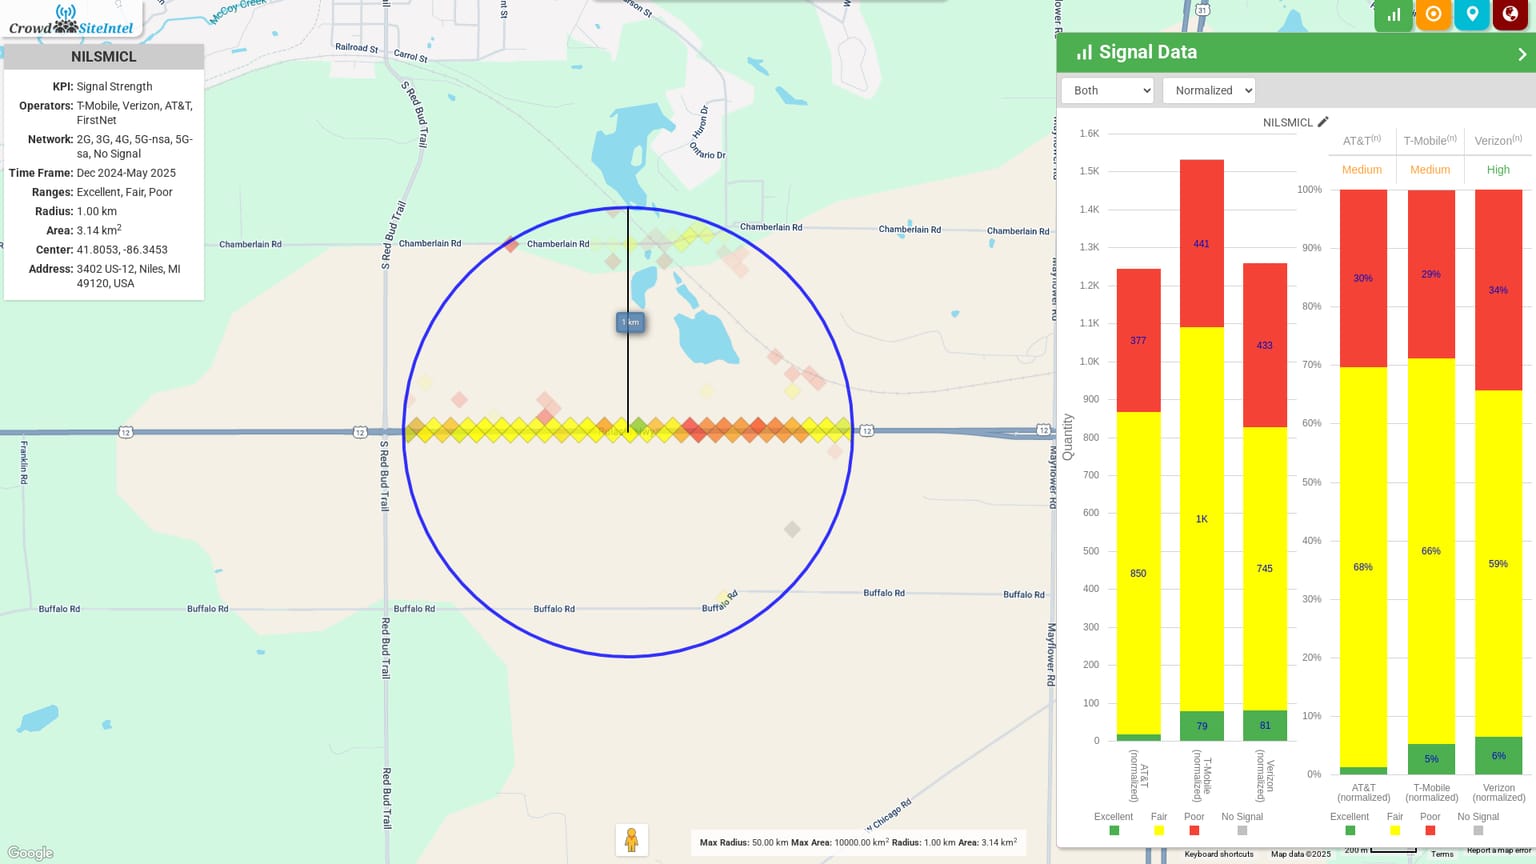 McCoy Creek
CrowdSiteIntel
NILSMICL
KPI: Signal Strength
Operators: T-Mobile, Verizon, AT&T,
FirstNet
Network: 2G, 3G, 4G, 5G-nsa, 5G-
sa, No Signal
Time Frame: Dec 2024-May 2025
Ranges: Excellent, Fair, Poor
Radius: 1.00 km
Area: 3.14 km²
Center: 41.8053, -86.3453
Address: 3402 US-12, Niles, MI
49120, USA
Railroad St
Carrol St
S Red Bud Trail
Huron Dr
Ontario Dr
31
Chamberlain Rd
Chamberlain Rd
Chamberlain Rd
Chamberlain Rd
Chamberlain Rd
Chamberlain Rd
S Red Bud Trail
1 km
12
12
12
12
Franklin Rd
S Red Bud Trail
Mayflower Rd
Buffalo Rd
Buffalo Rd
Buffalo Rd
Buffalo Rd
Buffalo Rd
Buffalo Rd
Buffalo Rd
Red Bud Trail
Mayflower Rd
Red Bud Trail
W Chicago Rd
Google
Max Radius: 50.00 km Max Area: 10000.00 km² Radius: 1.00 km Area: 3.14 km²
Signal Data
Both
Normalized
NILSMICL
AT&T(n)
T-Mobile(n)
Verizon(n)
Medium
Medium
High
Quantity
1.6K
1.5K
1.4K
1.3K
1.2K
1.1K
1.0K
900
800
700
600
500
400
300
200
100
0
377
850
441
1K
79
433
745
81
AT&T
(normalized)
T-Mobile
(normalized)
Verizon
(normalized)
Excellent
Fair
Poor
No Signal
100%
90%
80%
70%
60%
50%
40%
30%
20%
10%
0%
30%
68%
29%
66%
5%
34%
59%
6%
AT&T
(normalized)
T-Mobile
(normalized)
Verizon
(normalized)
Excellent
Fair
Poor
No Signal
Keyboard shortcuts
Map data ©2025
200 m
Terms
Report a map error